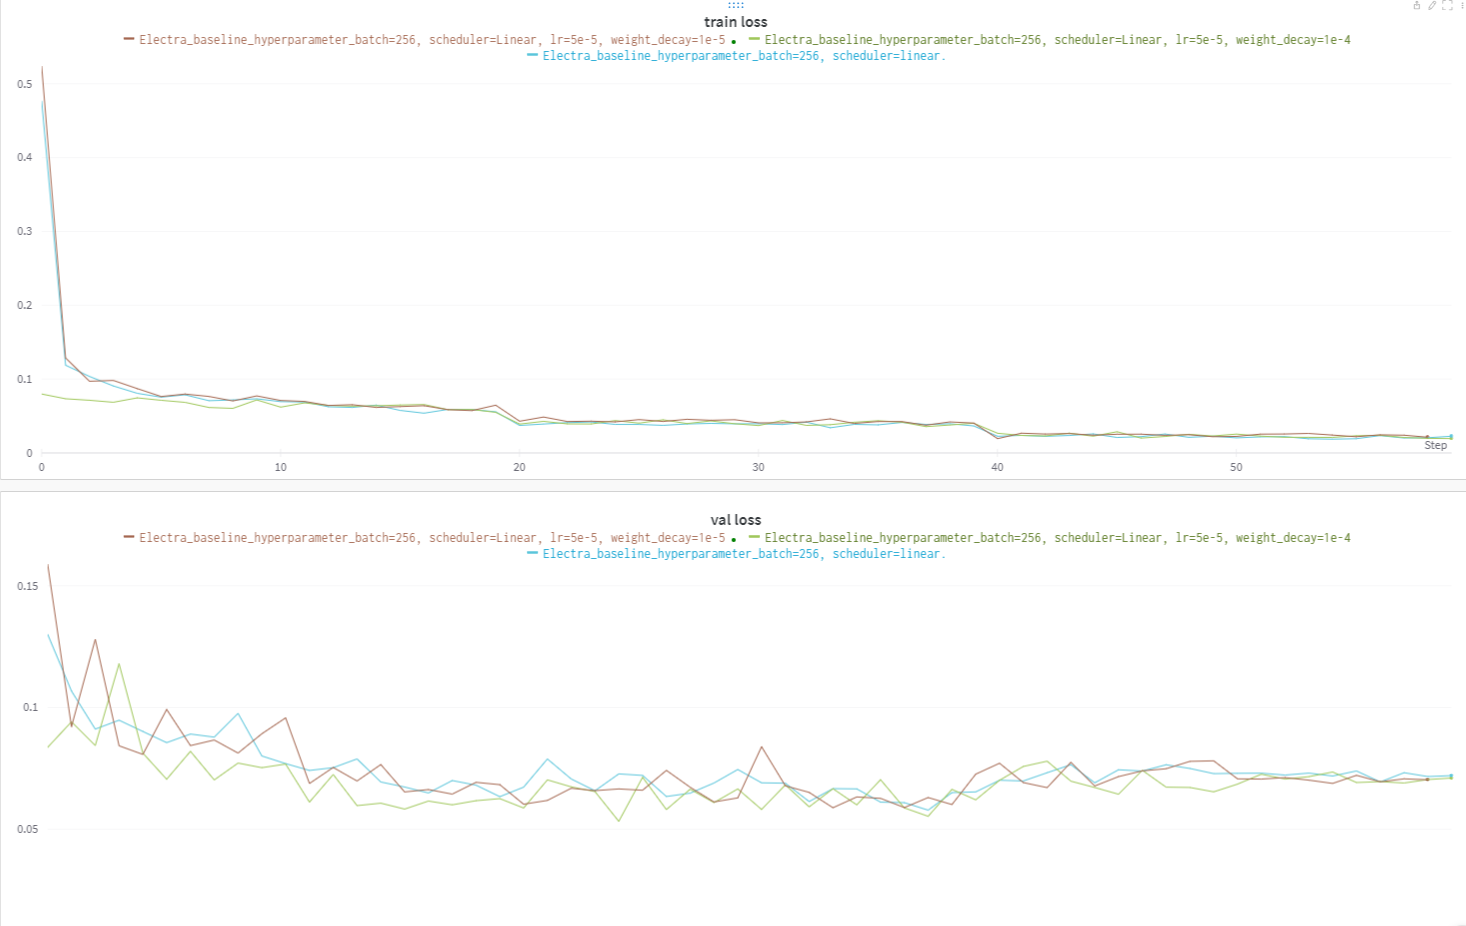 train loss
Electra_baseline_hyperparameter_batch=256, scheduler=Linear, lr=5e-5, weight_decay=1e-5 Electra_baseline_hyperparameter_batch=256, scheduler=Linear, lr=5e-5, weight_decay=1e-4
Electra_baseline_hyperparameter_batch=256, scheduler=linear.
0.5
0.4
0.3
0.2
0.1
0
Step
0 10 20 30 40 50
val loss
Electra_baseline_hyperparameter_batch=256, scheduler=Linear, lr=5e-5, weight_decay=1e-5 Electra_baseline_hyperparameter_batch=256, scheduler=Linear, lr=5e-5, weight_decay=1e-4
Electra_baseline_hyperparameter_batch=256, scheduler=linear.
0.15
0.1
0.05